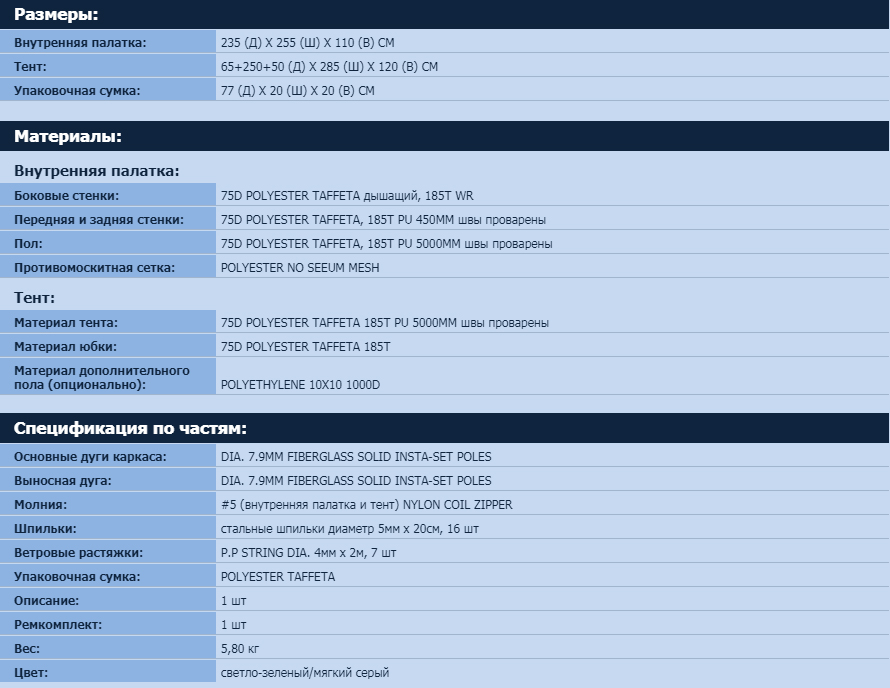 Размеры:
Внутренняя палатка: 235 (Д) X 255 (Ш) X 110 (В) СМ
Тент: 65+250+50 (Д) X 285 (Ш) X 120 (В) СМ
Упаковочная сумка: 77 (Д) X 20 (Ш) X 20 (В) СМ
Материалы:
Внутренняя палатка:
Боковые стенки: 75D POLYESTER TAFFETA дышащий, 185T WR
Передняя и задняя стенки: 75D POLYESTER TAFFETA, 185T PU 450MM швы проварены
Пол: 75D POLYESTER TAFFETA, 185T PU 5000MM швы проварены
Противомоскитная сетка: POLYESTER NO SEEUM MESH
Тент:
Материал тента: 75D POLYESTER TAFFETA 185T PU 5000MM швы проварены
Материал юбки: 75D POLYESTER TAFFETA 185T
Материал дополнительного
пола (опционально): POLYETHYLENE 10X10 1000D
Спецификация по частям:
Основные дуги каркаса: DIA. 7.9MM FIBERGLASS SOLID INSTA-SET POLES
Выносная дуга: DIA. 7.9MM FIBERGLASS SOLID INSTA-SET POLES
Молния: #5 (внутренняя палатка и тент) NYLON COIL ZIPPER
Шпильки: стальные шпильки диаметр 5мм х 20см, 16 шт
Ветровые растяжки: P.P STRING DIA. 4мм х 2м, 7 шт
Упаковочная сумка: POLYESTER TAFFETA
Описание: 1 шт
Ремкомплект: 1 шт
Вес: 5,80 кг
Цвет: светло-зеленый/мягкий серый